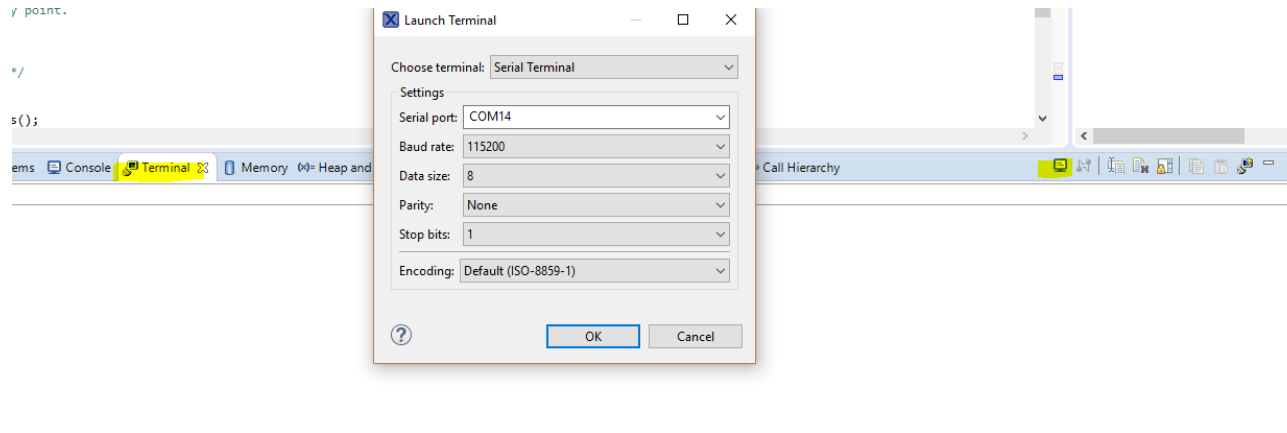 y point.
Launch Terminal
*/
Choose terminal: Serial Terminal
Settings
s();
Serial port: COM14
Baud rate: 115200
ems Console Terminal Memory (x)= Heap and Call Hierarchy
Data size: 8
Parity: None
Stop bits: 1
Encoding: Default (ISO-8859-1)
? OK Cancel